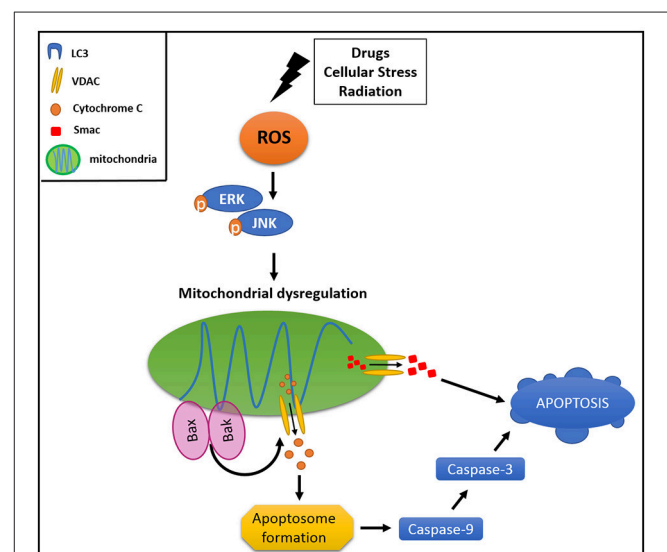 LC3
VDAC
Cytochrome C
Smac
mitochondria
Drugs
Cellular Stress
Radiation
ROS
ERK
p
JNK
p
Mitochondrial dysregulation
Bax
Bak
APOPTOSIS
Caspase-3
Apoptosome
formation
Caspase-9